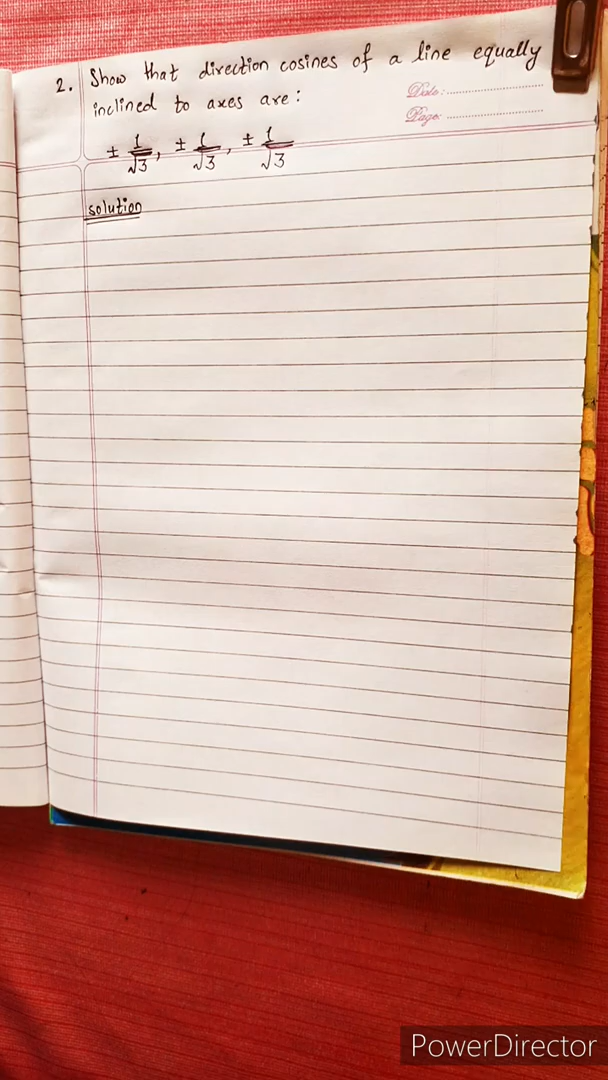 2. Show that direction cosines of a line equally
inclined to axes are:
Date:
Page:
± 1/√3, ± 1/√3, ± 1/√3
solution
PowerDirector